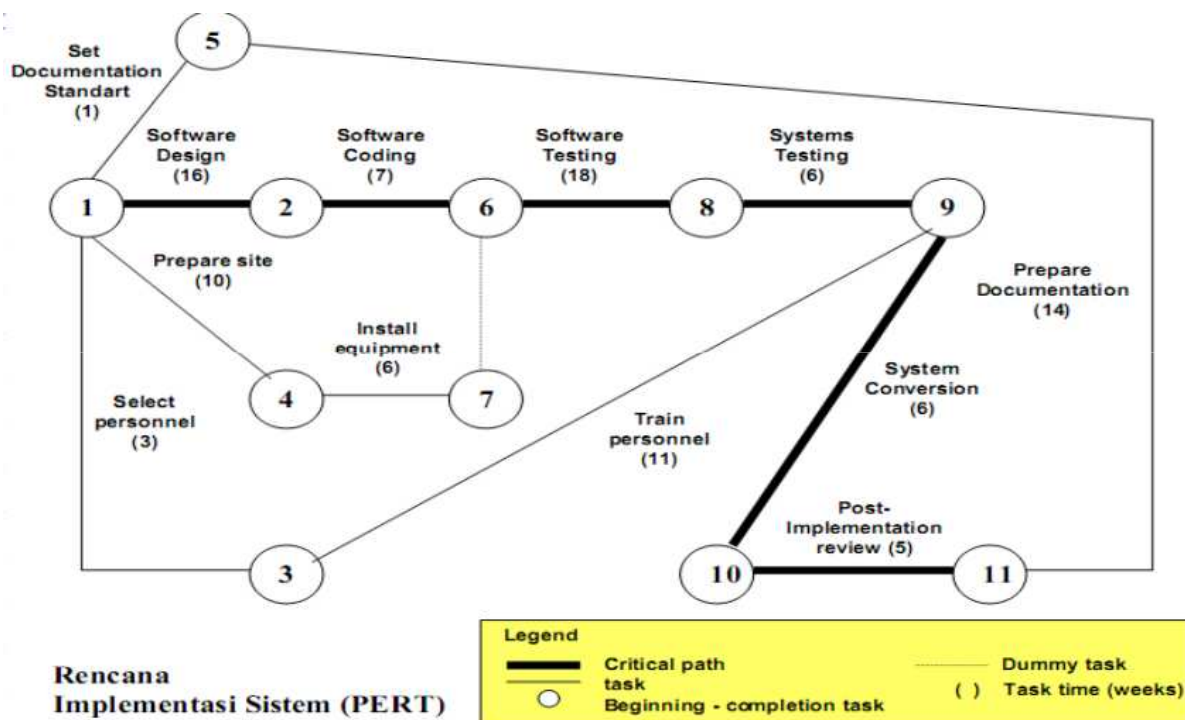 5
Set
Documentation
Standart
(1)
Software
Design
(16)
Software
Coding
(7)
Software
Testing
(18)
Systems
Testing
(6)
1
2
6
8
9
Prepare site
(10)
Prepare
Documentation
(14)
Install
equipment
(6)
4
7
System
Conversion
(6)
Select
personnel
(3)
Train
personnel
(11)
Post-
Implementation
review (5)
3
10
11
Legend
Critical path
task
Beginning - completion task
Dummy task
( ) Task time (weeks)
Rencana
Implementasi Sistem (PERT)